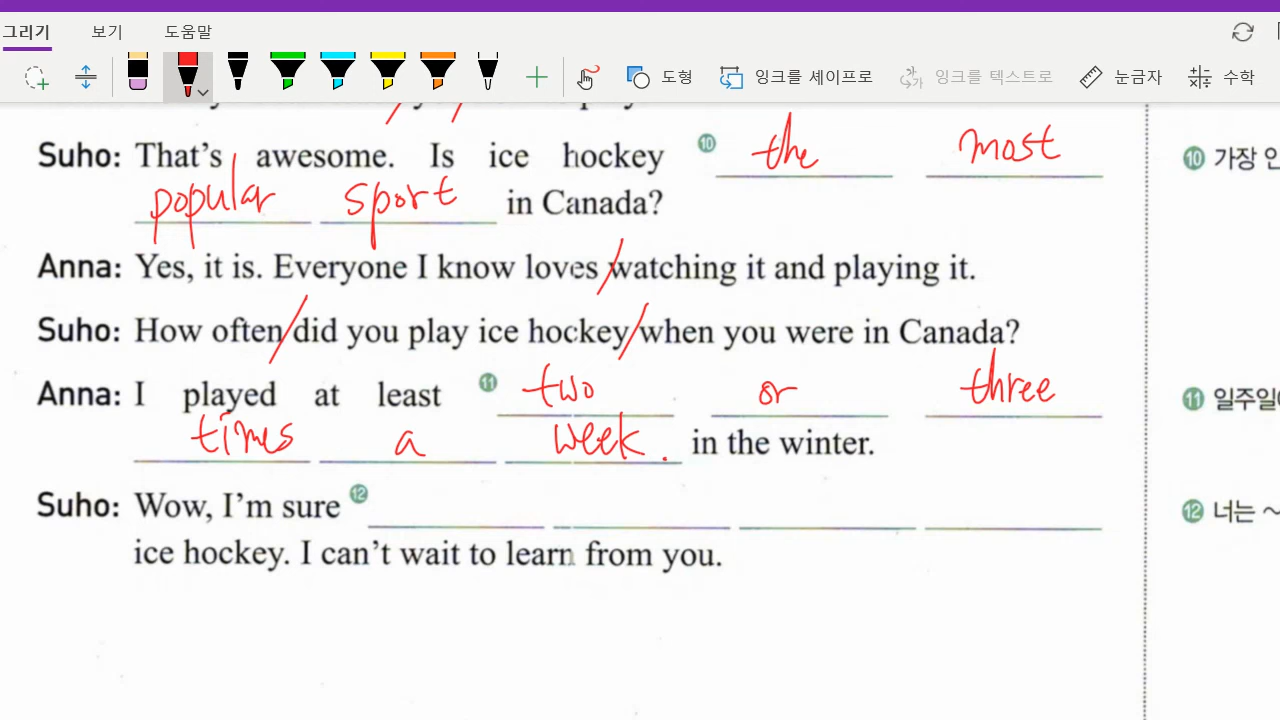 그리기 보기 도움말
도형 잉크를 셰이프로 잉크를 텍스트로 눈금자 수학
Suho: That's awesome. Is ice hockey ⑩ the most
popular sport in Canada?
⑩ 가장 인
Anna: Yes, it is. Everyone I know loves watching it and playing it.
Suho: How often did you play ice hockey when you were in Canada?
Anna: I played at least ⑪ two or three
times a week. in the winter.
⑪ 일주일에
Suho: Wow, I'm sure ⑫
ice hockey. I can't wait to learn from you.
⑫ 너는 ~